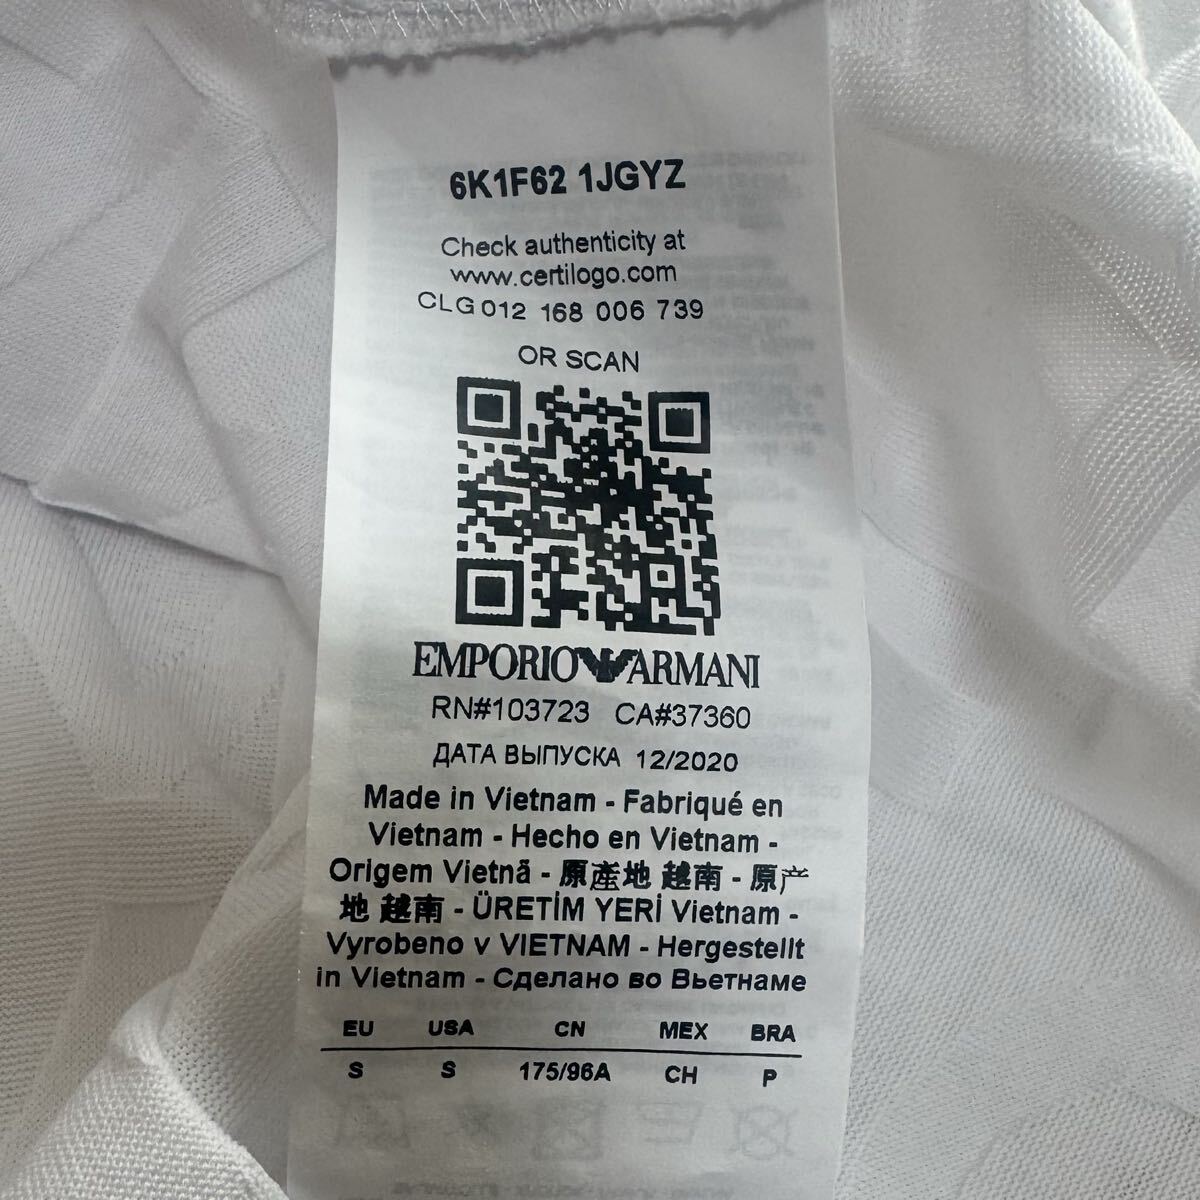 6K1F62 1JGYZ
Check authenticity at
www.certilogo.com
CLG 012 168 006 739
OR SCAN
EMPORIO ARMANI
RN#103723 CA#37360
ДАТА ВЫПУСКА 12/2020
Made in Vietnam - Fabriqué en
Vietnam - Hecho en Vietnam -
Origem Vietnã - 原產地 越南 - 原产
地 越南 - ÜRETİM YERİ Vietnam -
Vyrobeno v VIETNAM - Hergestellt
in Vietnam - Сделано во Вьетнаме
EU USA CN MEX BRA
S S 175/96A CH P